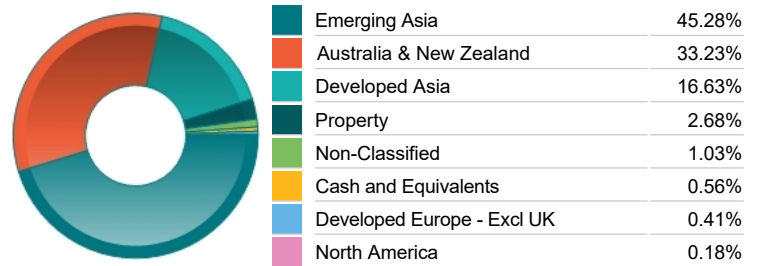 Emerging Asia 45.28%
Australia & New Zealand 33.23%
Developed Asia 16.63%
Property 2.68%
Non-Classified 1.03%
Cash and Equivalents 0.56%
Developed Europe - Excl UK 0.41%
North America 0.18%